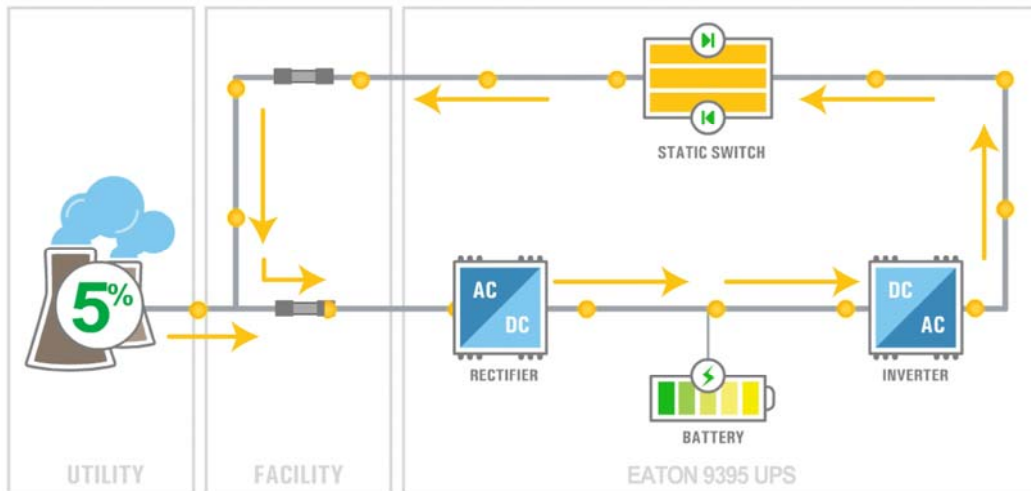 STATIC SWITCH
5%
AC
DC
RECTIFIER
DC
AC
INVERTER
BATTERY
UTILITY
FACILITY
EATON 9395 UPS